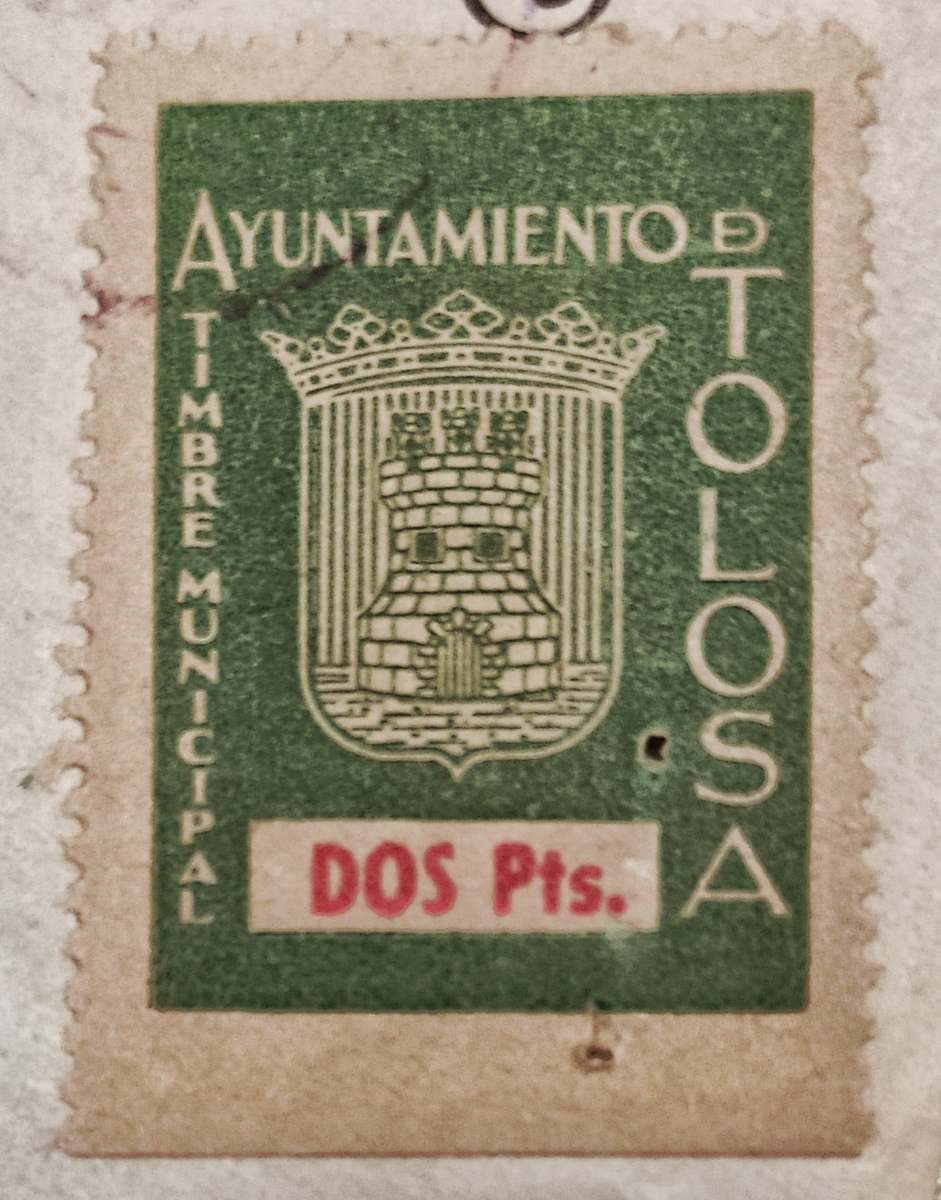 AYUNTAMIENTO DE
TOLOSA
TIMBRE MUNICIPAL
DOS Pts.